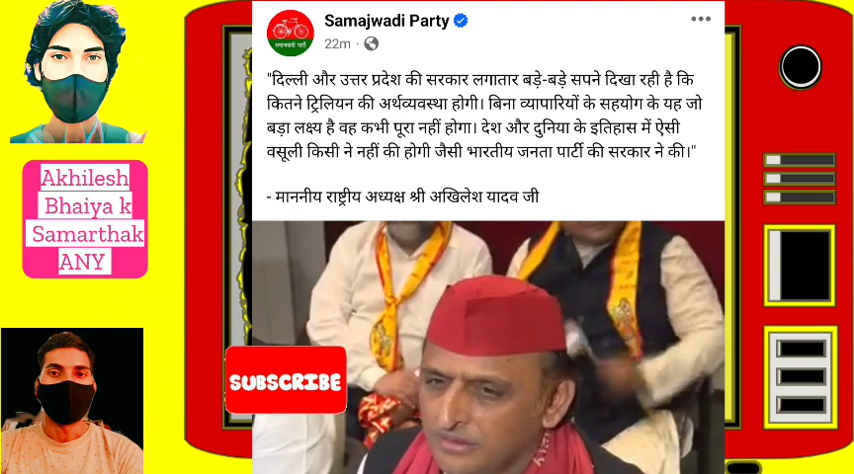 Samajwadi Party
22m ·
"दिल्ली और उत्तर प्रदेश की सरकार लगातार बड़े-बड़े सपने दिखा रही है कि
कितने ट्रिलियन की अर्थव्यवस्था होगी। बिना व्यापारियों के सहयोग के यह जो
बड़ा लक्ष्य है वह कभी पूरा नहीं होगा। देश और दुनिया के इतिहास में ऐसी
वसूली किसी ने नहीं की होगी जैसी भारतीय जनता पार्टी की सरकार ने की।"
- माननीय राष्ट्रीय अध्यक्ष श्री अखिलेश यादव जी
समाजवादी पार्टी
Akhilesh
Bhaiya k
Samarthak
ANY
SUBSCRIBE